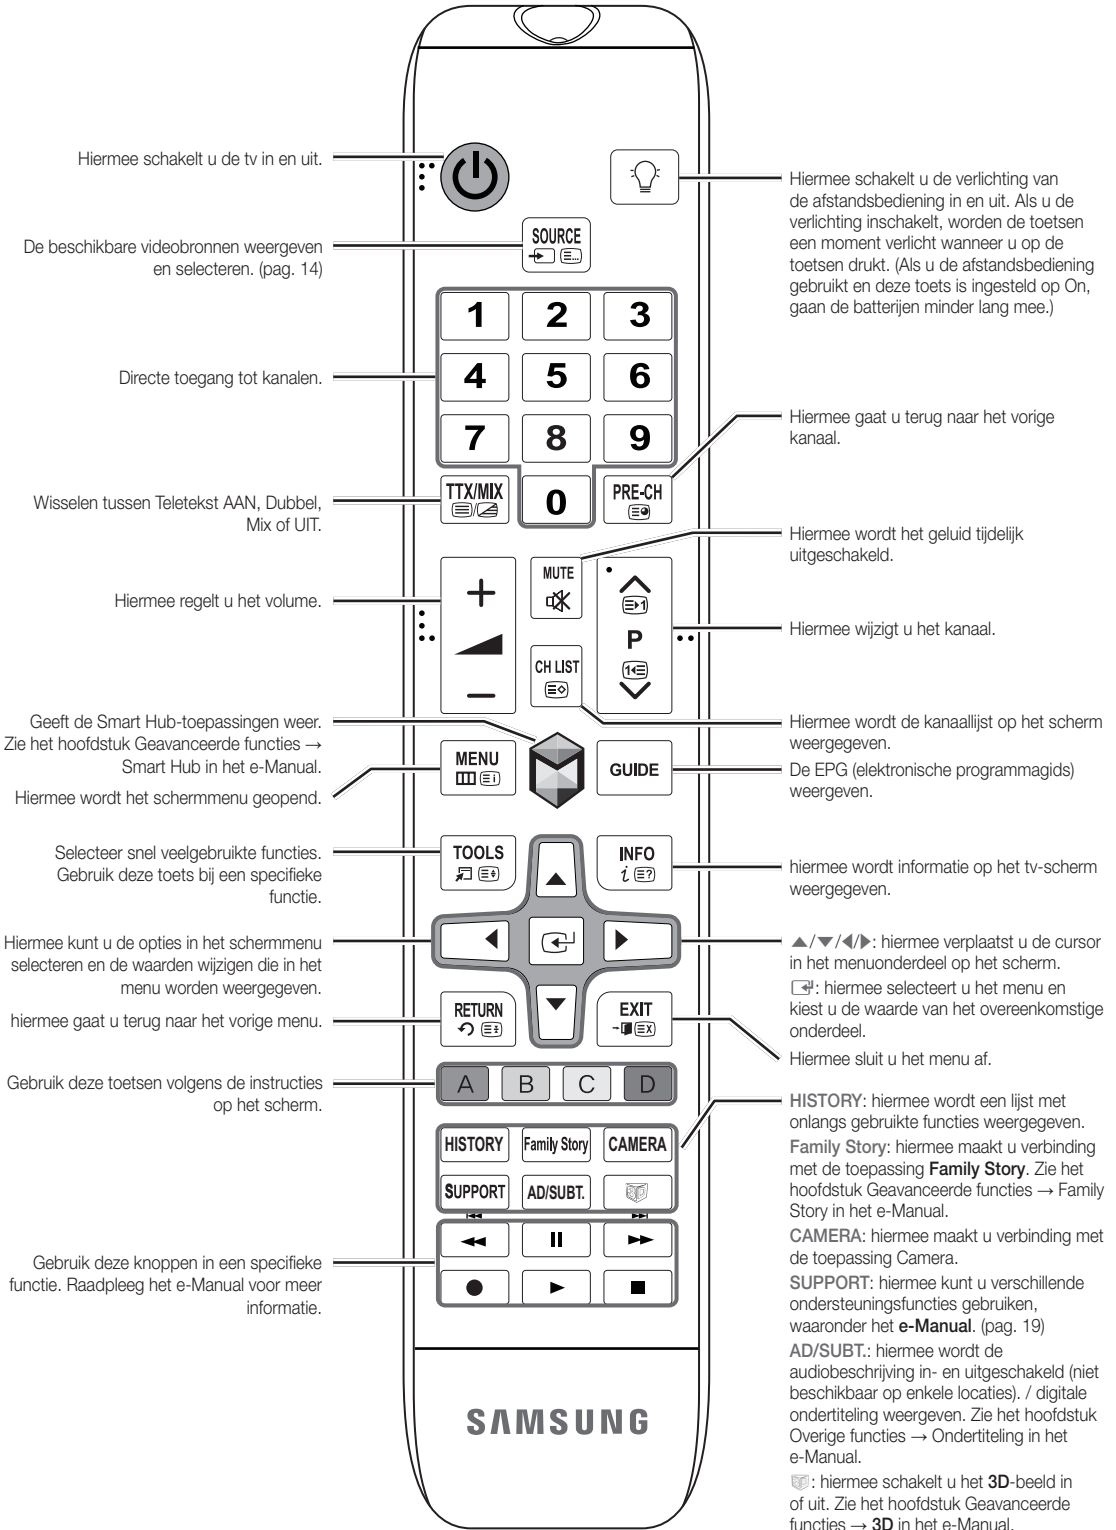 Hiermee schakelt u de tv in en uit.
De beschikbare videobronnen weergeven
en selecteren. (pag. 14)
Directe toegang tot kanalen.
Wisselen tussen Teletekst AAN, Dubbel,
Mix of UIT.
Hiermee regelt u het volume.
Geeft de Smart Hub-toepassingen weer.
Zie het hoofdstuk Geavanceerde functies →
Smart Hub in het e-Manual.
Hiermee wordt het schermmenu geopend.
Selecteer snel veelgebruikte functies.
Gebruik deze toets bij een specifieke
functie.
Hiermee kunt u de opties in het schermmenu
selecteren en de waarden wijzigen die in het
menu worden weergegeven.
hiermee gaat u terug naar het vorige menu.
Gebruik deze toetsen volgens de instructies
op het scherm.
Gebruik deze knoppen in een specifieke
functie. Raadpleeg het e-Manual voor meer
informatie.
SOURCE
1 2 3
4 5 6
7 8 9
TTX/MIX 0 PRE-CH
MUTE
P
CH LIST
MENU GUIDE
TOOLS INFO
RETURN EXIT
A B C D
HISTORY Family Story CAMERA
SUPPORT AD/SUBT.
SAMSUNG
Hiermee schakelt u de verlichting van
de afstandsbediening in en uit. Als u de
verlichting inschakelt, worden de toetsen
een moment verlicht wanneer u op de
toetsen drukt. (Als u de afstandsbediening
gebruikt en deze toets is ingesteld op On,
gaan de batterijen minder lang mee.)
Hiermee gaat u terug naar het vorige
kanaal.
Hiermee wordt het geluid tijdelijk
uitgeschakeld.
Hiermee wijzigt u het kanaal.
Hiermee wordt de kanaallijst op het scherm
weergegeven.
De EPG (elektronische programmagids)
weergeven.
hiermee wordt informatie op het tv-scherm
weergegeven.
▲/▼/◀/▶: hiermee verplaatst u de cursor
in het menuonderdeel op het scherm.
: hiermee selecteert u het menu en
kiest u de waarde van het overeenkomstige
onderdeel.
Hiermee sluit u het menu af.
HISTORY: hiermee wordt een lijst met
onlangs gebruikte functies weergegeven.
Family Story: hiermee maakt u verbinding
met de toepassing Family Story. Zie het
hoofdstuk Geavanceerde functies → Family
Story in het e-Manual.
CAMERA: hiermee maakt u verbinding met
de toepassing Camera.
SUPPORT: hiermee kunt u verschillende
ondersteuningsfuncties gebruiken,
waaronder het e-Manual. (pag. 19)
AD/SUBT.: hiermee wordt de
audiobeschrijving in- en uitgeschakeld (niet
beschikbaar op enkele locaties). / digitale
ondertiteling weergeven. Zie het hoofdstuk
Overige functies → Ondertiteling in het
e-Manual.
: hiermee schakelt u het 3D-beeld in
of uit. Zie het hoofdstuk Geavanceerde
functies → 3D in het e-Manual.